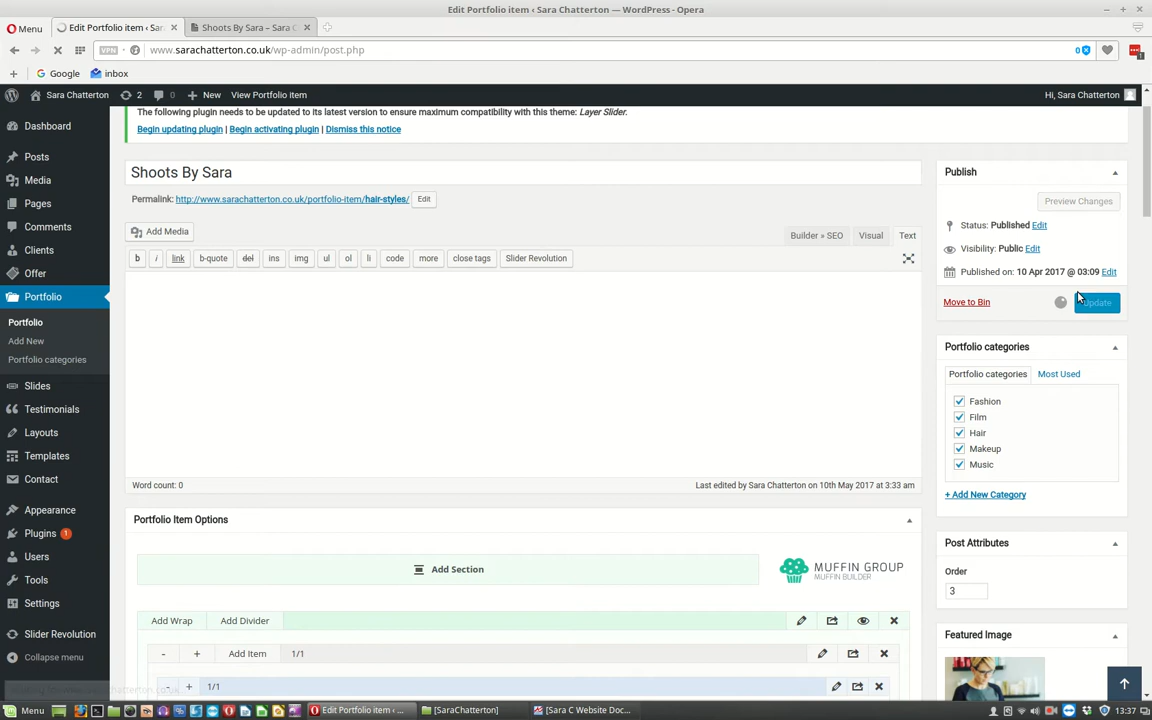 Edit Portfolio item ‹ Sara Chatterton — WordPress - Opera
Menu
Edit Portfolio item ‹ Sar
Shoots By Sara – Sara C
VPN
www.sarachatterton.co.uk/wp-admin/post.php
0
Google
inbox
Sara Chatterton
2
0
New
View Portfolio item
Hi, Sara Chatterton
The following plugin needs to be updated to its latest version to ensure maximum compatibility with this theme: Layer Slider.
Begin updating plugin | Begin activating plugin | Dismiss this notice
Dashboard
Posts
Media
Pages
Comments
Clients
Offer
Portfolio
Portfolio
Add New
Portfolio categories
Slides
Testimonials
Layouts
Templates
Contact
Appearance
Plugins 1
Users
Tools
Settings
Slider Revolution
Collapse menu
Shoots By Sara
Permalink: http://www.sarachatterton.co.uk/portfolio-item/hair-styles/ Edit
Add Media
Builder » SEO
Visual
Text
b
i
link
b-quote
del
ins
img
ul
ol
li
code
more
close tags
Slider Revolution
Word count: 0
Last edited by Sara Chatterton on 10th May 2017 at 3:33 am
Portfolio Item Options
Add Section
MUFFIN GROUP
MUFFIN BUILDER
Add Wrap
Add Divider
- + Add Item 1/1
- + 1/1
Publish
Preview Changes
Status: Published Edit
Visibility: Public Edit
Published on: 10 Apr 2017 @ 03:09 Edit
Move to Bin
Update
Portfolio categories
Portfolio categories
Most Used
Fashion
Film
Hair
Makeup
Music
+ Add New Category
Post Attributes
Order
3
Featured Image
Menu
Edit Portfolio item ‹ ...
[SaraChatterton]
[Sara C Website Doc...
13:37